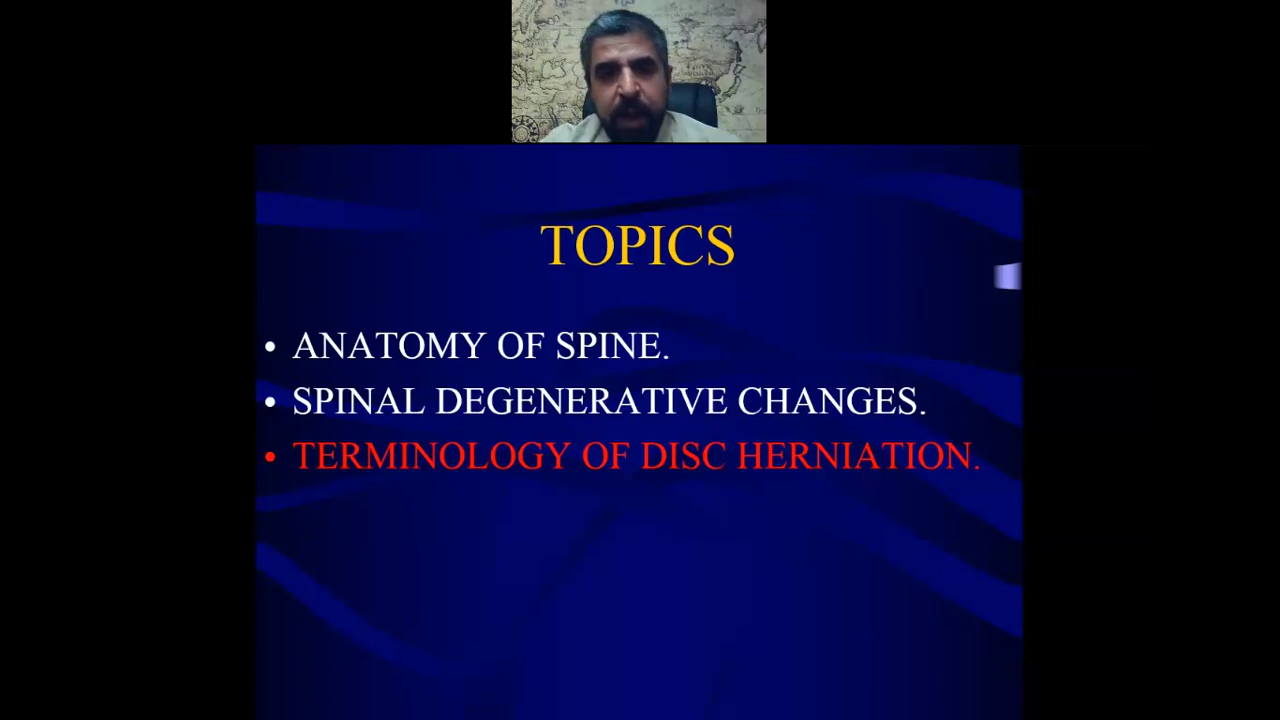 TOPICS
• ANATOMY OF SPINE.
• SPINAL DEGENERATIVE CHANGES.
• TERMINOLOGY OF DISC HERNIATION.